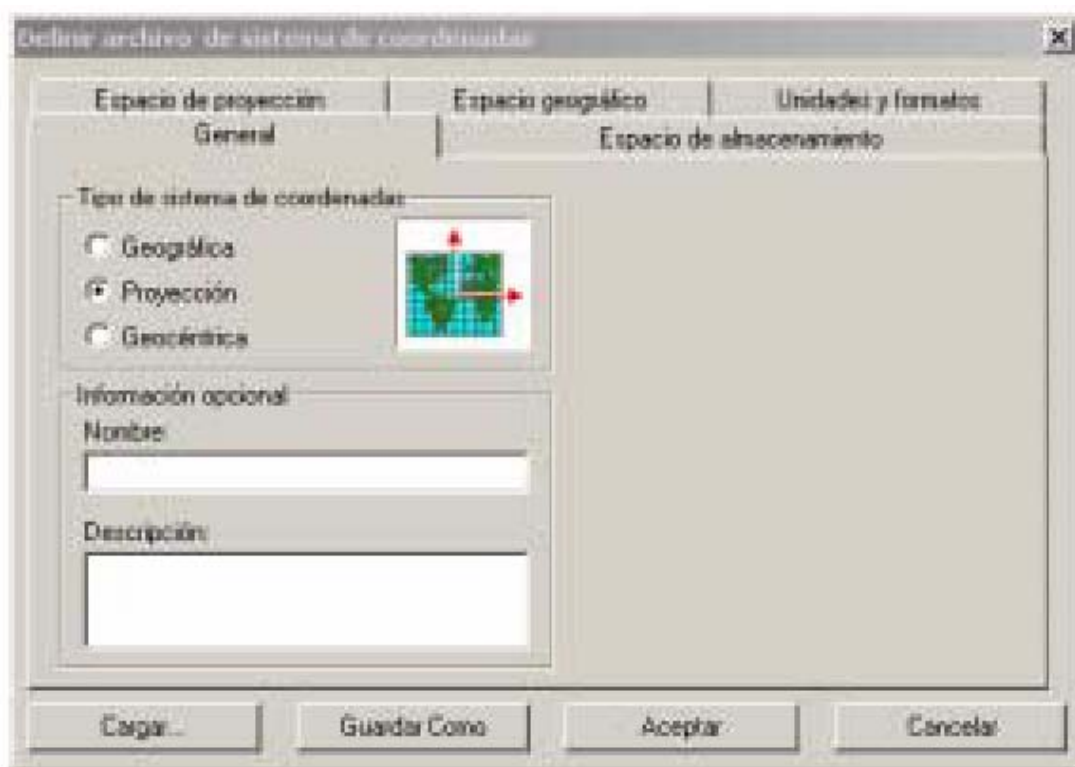 Definir archivo de sistema de coordenadas
Espacio de proyección
Espacio geográfico
Unidades y formatos
General
Espacio de almacenamiento
Tipo de sistema de coordenadas
Geográfica
Proyección
Geocéntrica
Información opcional
Nombre:
Descripción:
Cargar...
Guardar Como
Aceptar
Cancelar